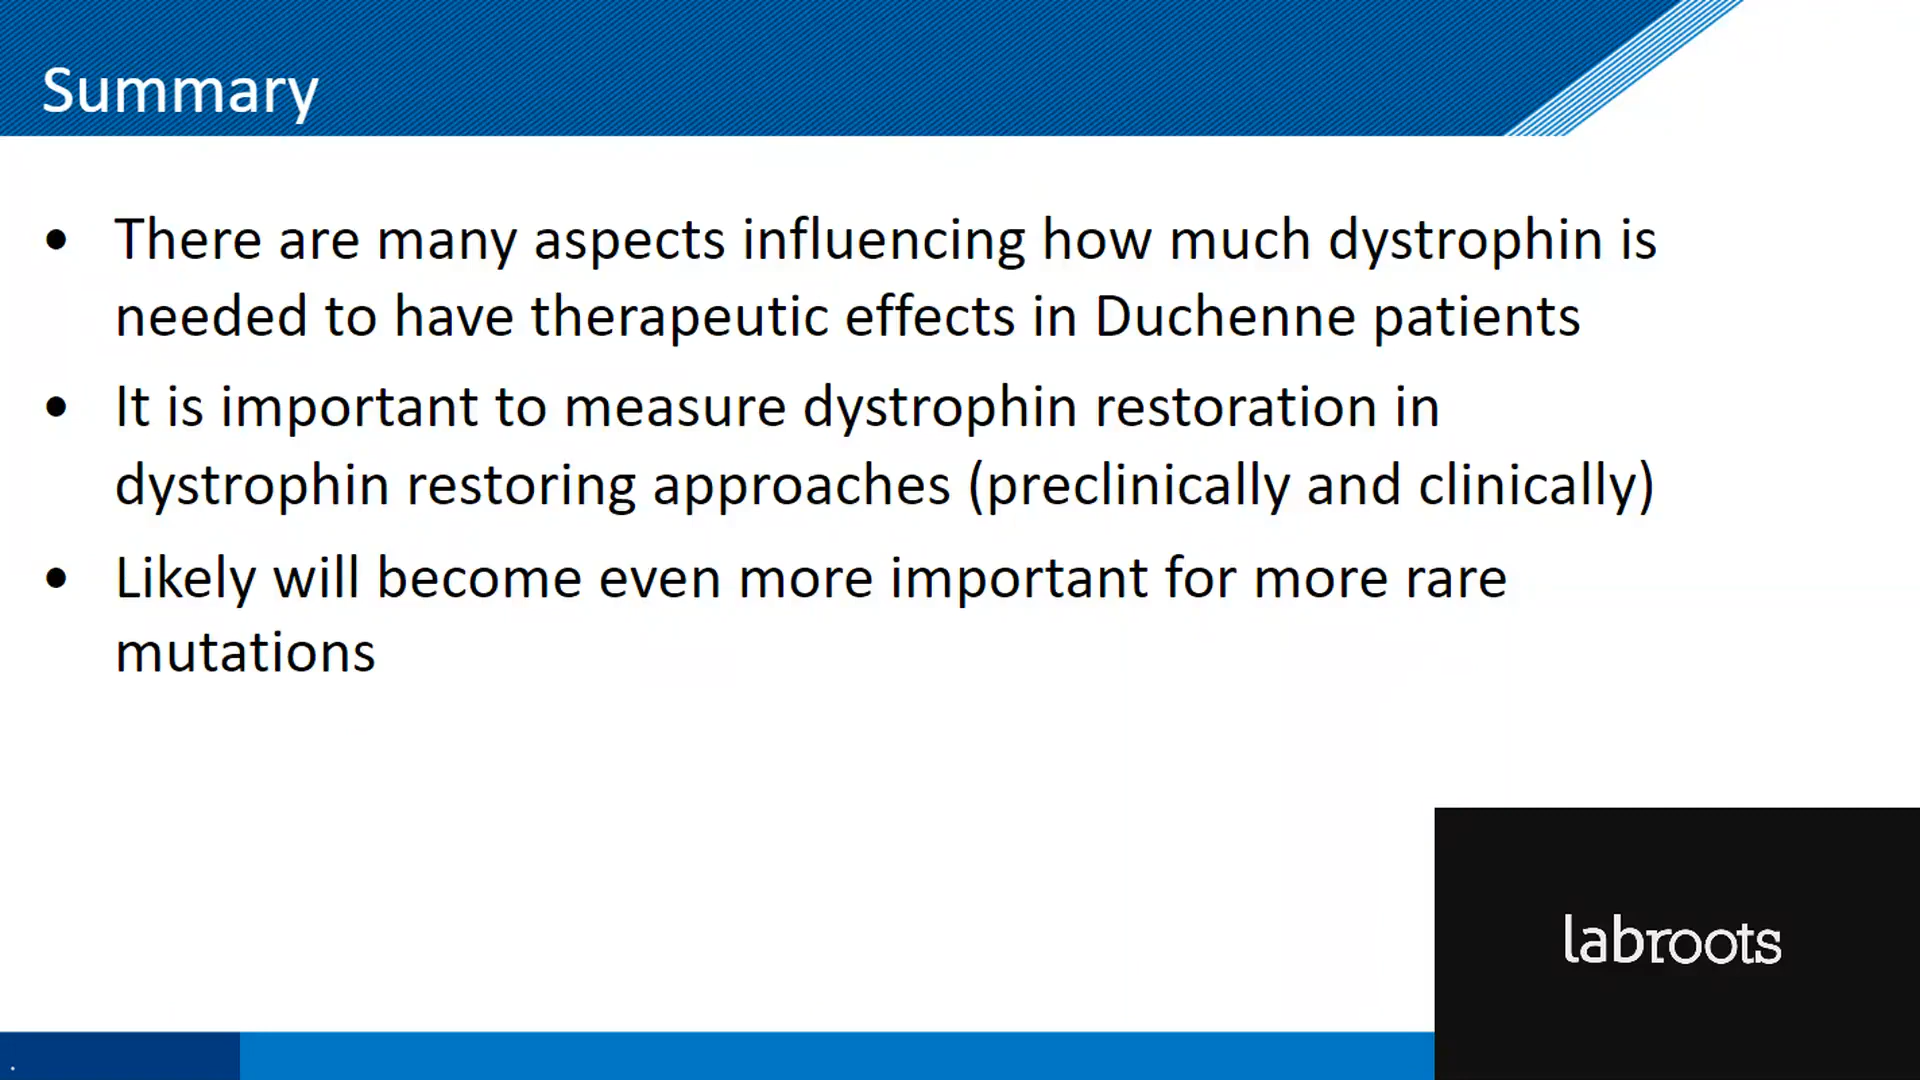 Summary
• There are many aspects influencing how much dystrophin is
needed to have therapeutic effects in Duchenne patients
• It is important to measure dystrophin restoration in
dystrophin restoring approaches (preclinically and clinically)
• Likely will become even more important for more rare
mutations
labroots